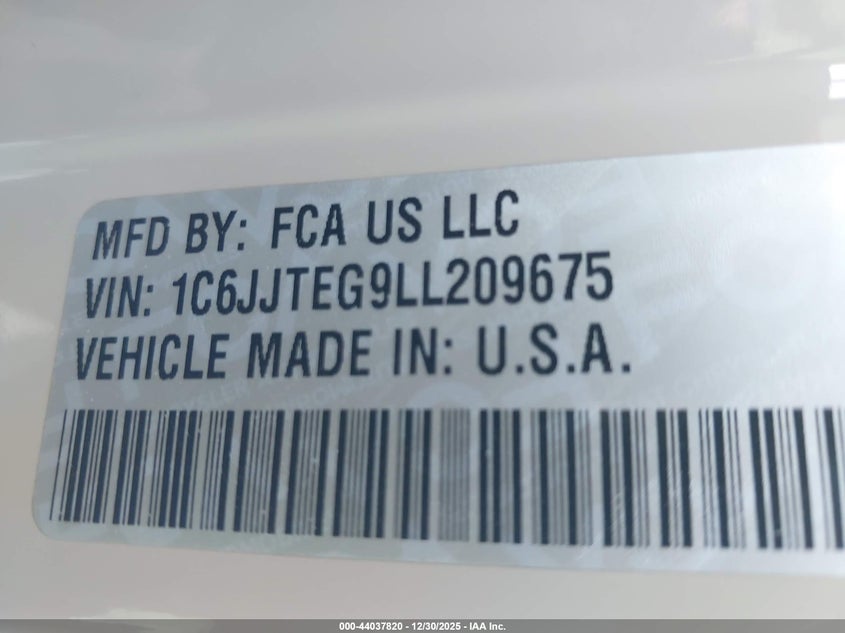 MFD BY: FCA US LLC
VIN: 1C6JJTEG9LL209675
VEHICLE MADE IN: U.S.A.
000-44037820 - 12/30/2025 - IAA Inc.